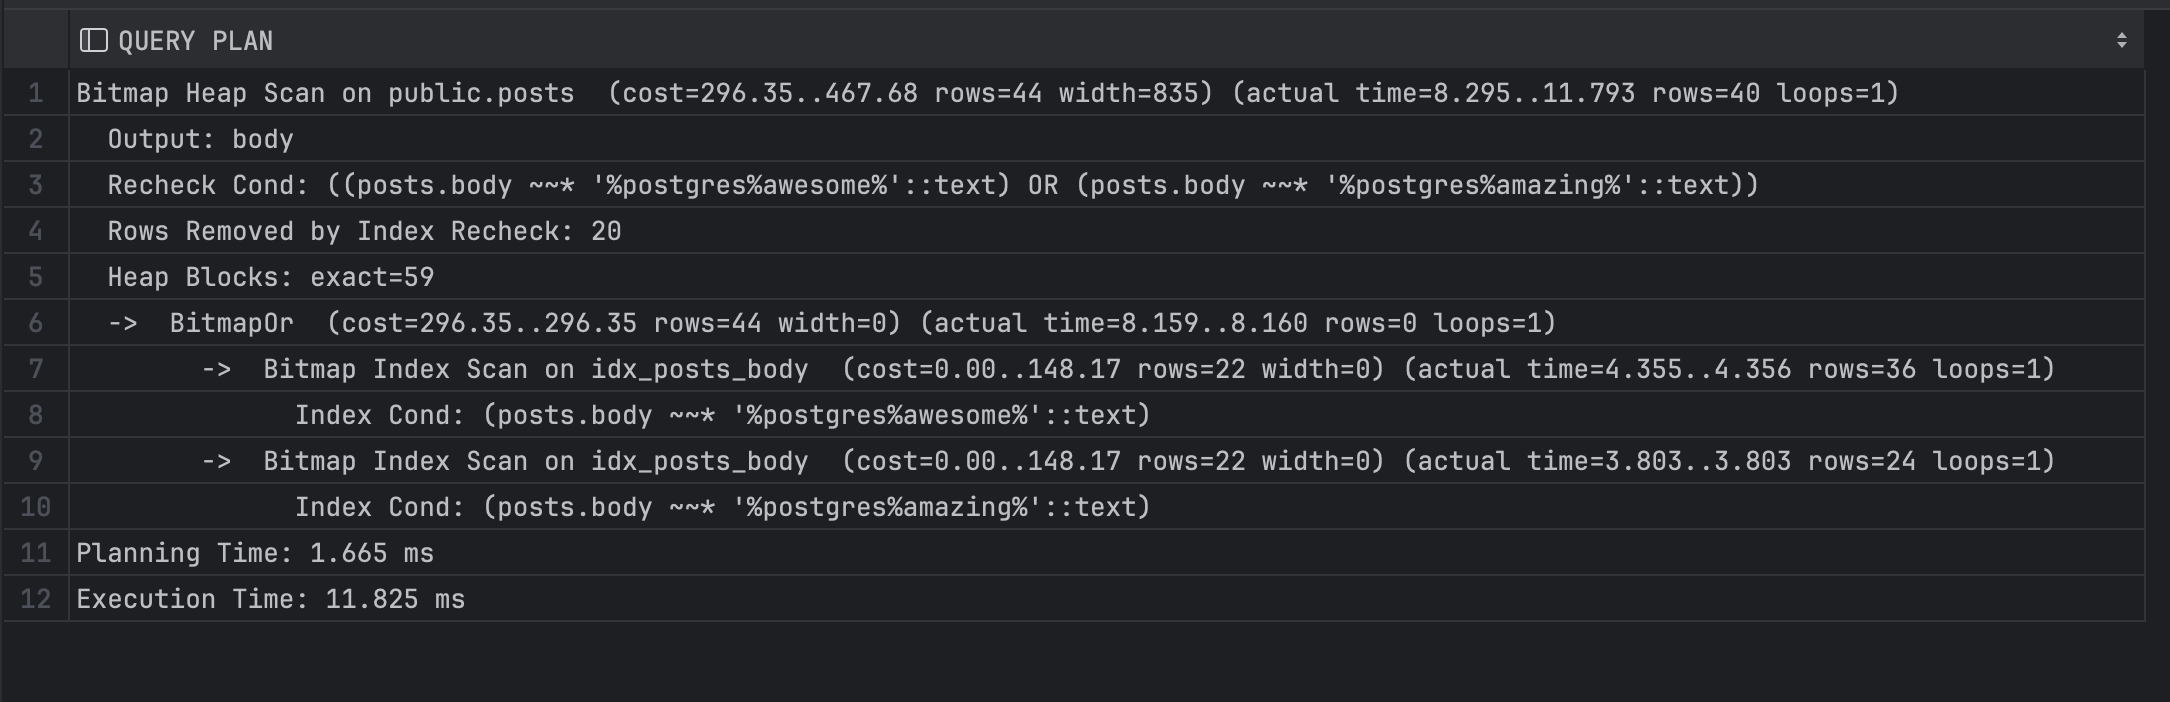 QUERY PLAN
1 Bitmap Heap Scan on public.posts  (cost=296.35..467.68 rows=44 width=835) (actual time=8.295..11.793 rows=40 loops=1)
2   Output: body
3   Recheck Cond: ((posts.body ~~* '%postgres%awesome%'::text) OR (posts.body ~~* '%postgres%amazing%'::text))
4   Rows Removed by Index Recheck: 20
5   Heap Blocks: exact=59
6   ->  BitmapOr  (cost=296.35..296.35 rows=44 width=0) (actual time=8.159..8.160 rows=0 loops=1)
7         ->  Bitmap Index Scan on idx_posts_body  (cost=0.00..148.17 rows=22 width=0) (actual time=4.355..4.356 rows=36 loops=1)
8               Index Cond: (posts.body ~~* '%postgres%awesome%'::text)
9         ->  Bitmap Index Scan on idx_posts_body  (cost=0.00..148.17 rows=22 width=0) (actual time=3.803..3.803 rows=24 loops=1)
10               Index Cond: (posts.body ~~* '%postgres%amazing%'::text)
11 Planning Time: 1.665 ms
12 Execution Time: 11.825 ms